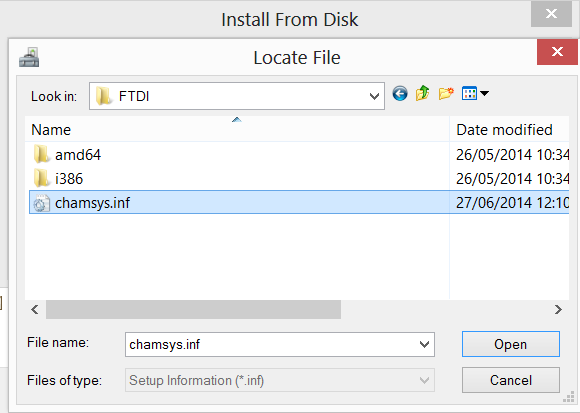 Install From Disk
Locate File
Look in: FTDI
Name Date modified
amd64 26/05/2014 10:34
i386 26/05/2014 10:34
chamsys.inf 27/06/2014 12:10
File name: chamsys.inf Open
Files of type: Setup Information (*.inf) Cancel